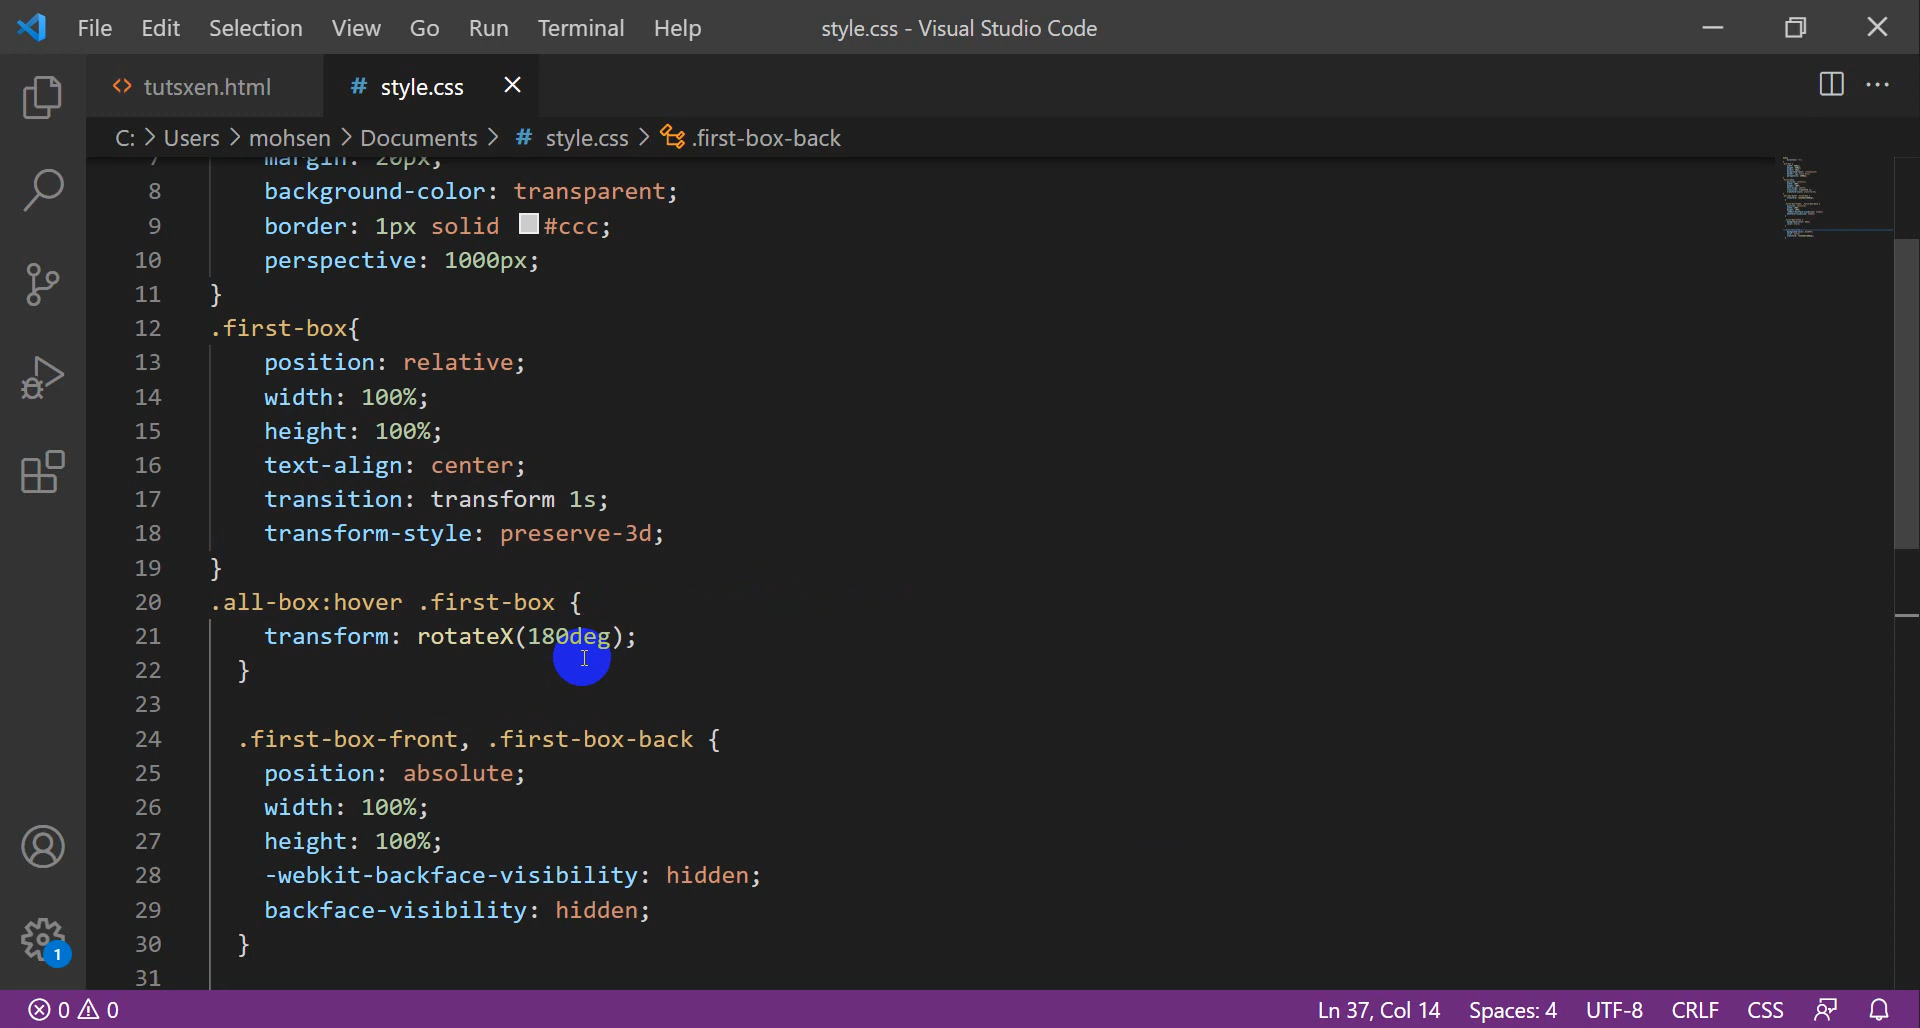 File Edit Selection View Go Run Terminal Help style.css - Visual Studio Code
tutsxen.html # style.css
C: > Users > mohsen > Documents > # style.css > .first-box-back
7 margin: 20px;
8 background-color: transparent;
9 border: 1px solid #ccc;
10 perspective: 1000px;
11 }
12 .first-box{
13 position: relative;
14 width: 100%;
15 height: 100%;
16 text-align: center;
17 transition: transform 1s;
18 transform-style: preserve-3d;
19 }
20 .all-box:hover .first-box {
21 transform: rotateX(180deg);
22 }
23
24 .first-box-front, .first-box-back {
25 position: absolute;
26 width: 100%;
27 height: 100%;
28 -webkit-backface-visibility: hidden;
29 backface-visibility: hidden;
30 }
31
1
0 0 Ln 37, Col 14 Spaces: 4 UTF-8 CRLF CSS